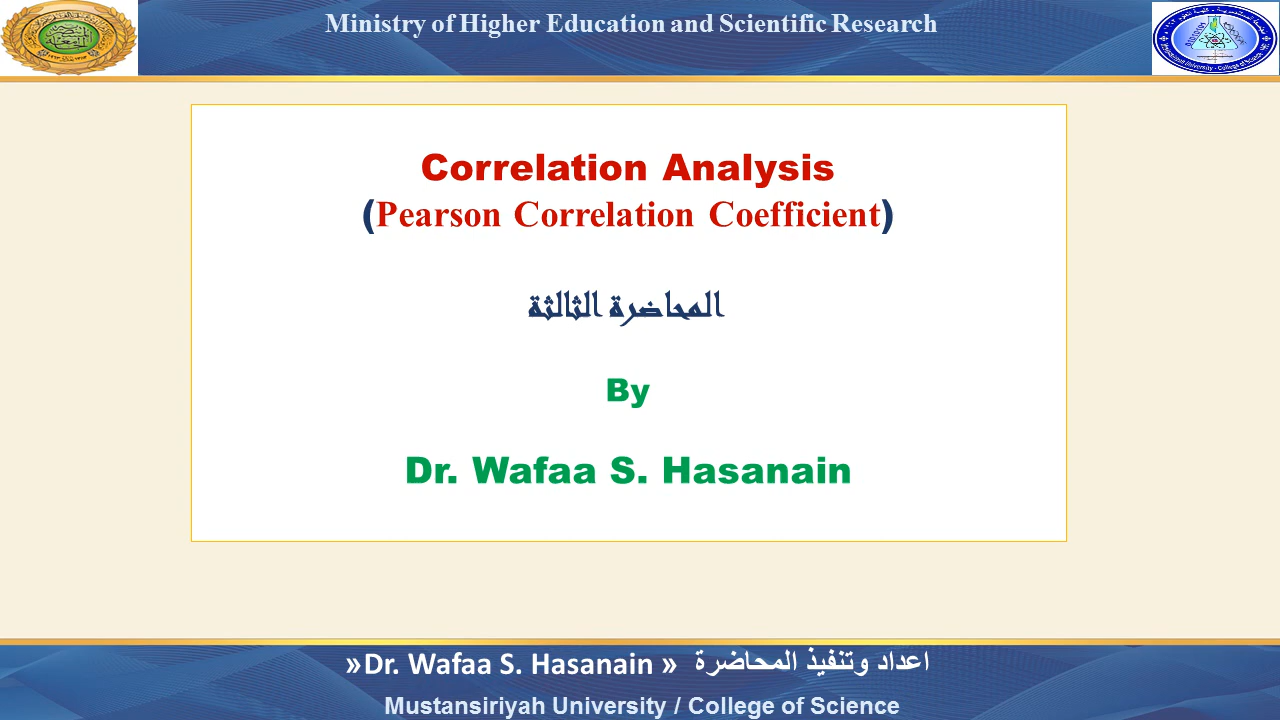 Ministry of Higher Education and Scientific Research
Correlation Analysis
(Pearson Correlation Coefficient)
المحاضرة الثالثة
By
Dr. Wafaa S. Hasanain
»Dr. Wafaa S. Hasanain » اعداد وتنفيذ المحاضرة
Mustansiriyah University / College of Science